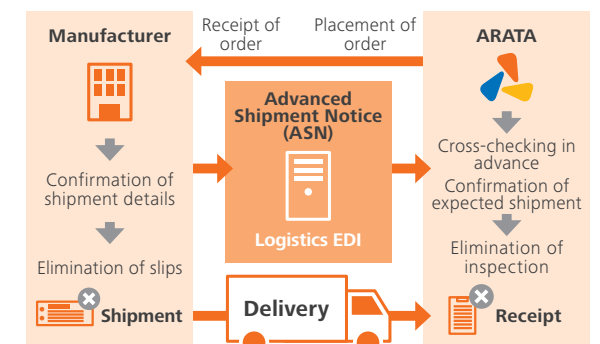 Manufacturer
Receipt of
order
Placement of
order
ARATA
Advanced
Shipment Notice
(ASN)
Logistics EDI
Confirmation of
shipment details
Elimination of slips
Shipment
Delivery
Cross-checking in
advance
Confirmation of
expected shipment
Elimination of
inspection
Receipt